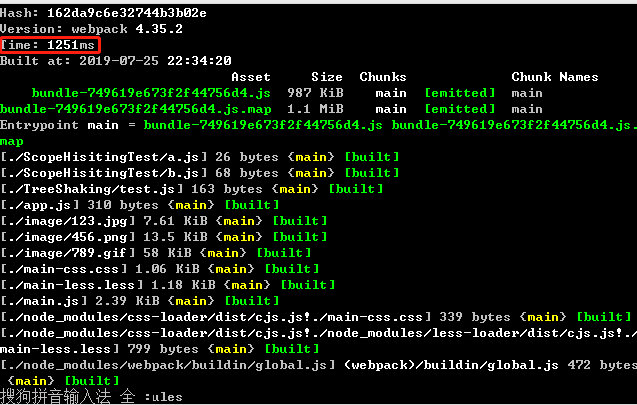 Hash: 162da9c6e32744b3b02e
Version: webpack 4.35.2
Time: 1251ms
Built at: 2019-07-25 22:34:20
Asset Size Chunks Chunk Names
bundle-749619e673f2f44756d4.js 987 KiB main [emitted] main
bundle-749619e673f2f44756d4.js.map 1.1 MiB main [emitted] main
Entrypoint main = bundle-749619e673f2f44756d4.js bundle-749619e673f2f44756d4.js.
map
[./ScopeHisitingTest/a.js] 26 bytes {main} [built]
[./ScopeHisitingTest/b.js] 68 bytes {main} [built]
[./TreeShaking/test.js] 163 bytes {main} [built]
[./app.js] 310 bytes {main} [built]
[./image/123.jpg] 7.61 KiB {main} [built]
[./image/456.png] 13.5 KiB {main} [built]
[./image/789.gif] 58 KiB {main} [built]
[./main-css.css] 1.06 KiB {main} [built]
[./main-less.less] 1.18 KiB {main} [built]
[./main.js] 2.39 KiB {main} [built]
[./node_modules/css-loader/dist/cjs.js!./main-css.css] 339 bytes {main} [built]
[./node_modules/css-loader/dist/cjs.js!./node_modules/less-loader/dist/cjs.js!./
main-less.less] 799 bytes {main} [built]
[./node_modules/webpack/buildin/global.js] (webpack)/buildin/global.js 472 bytes
{main} [built]
搜狗拼音输入法 全 :ules